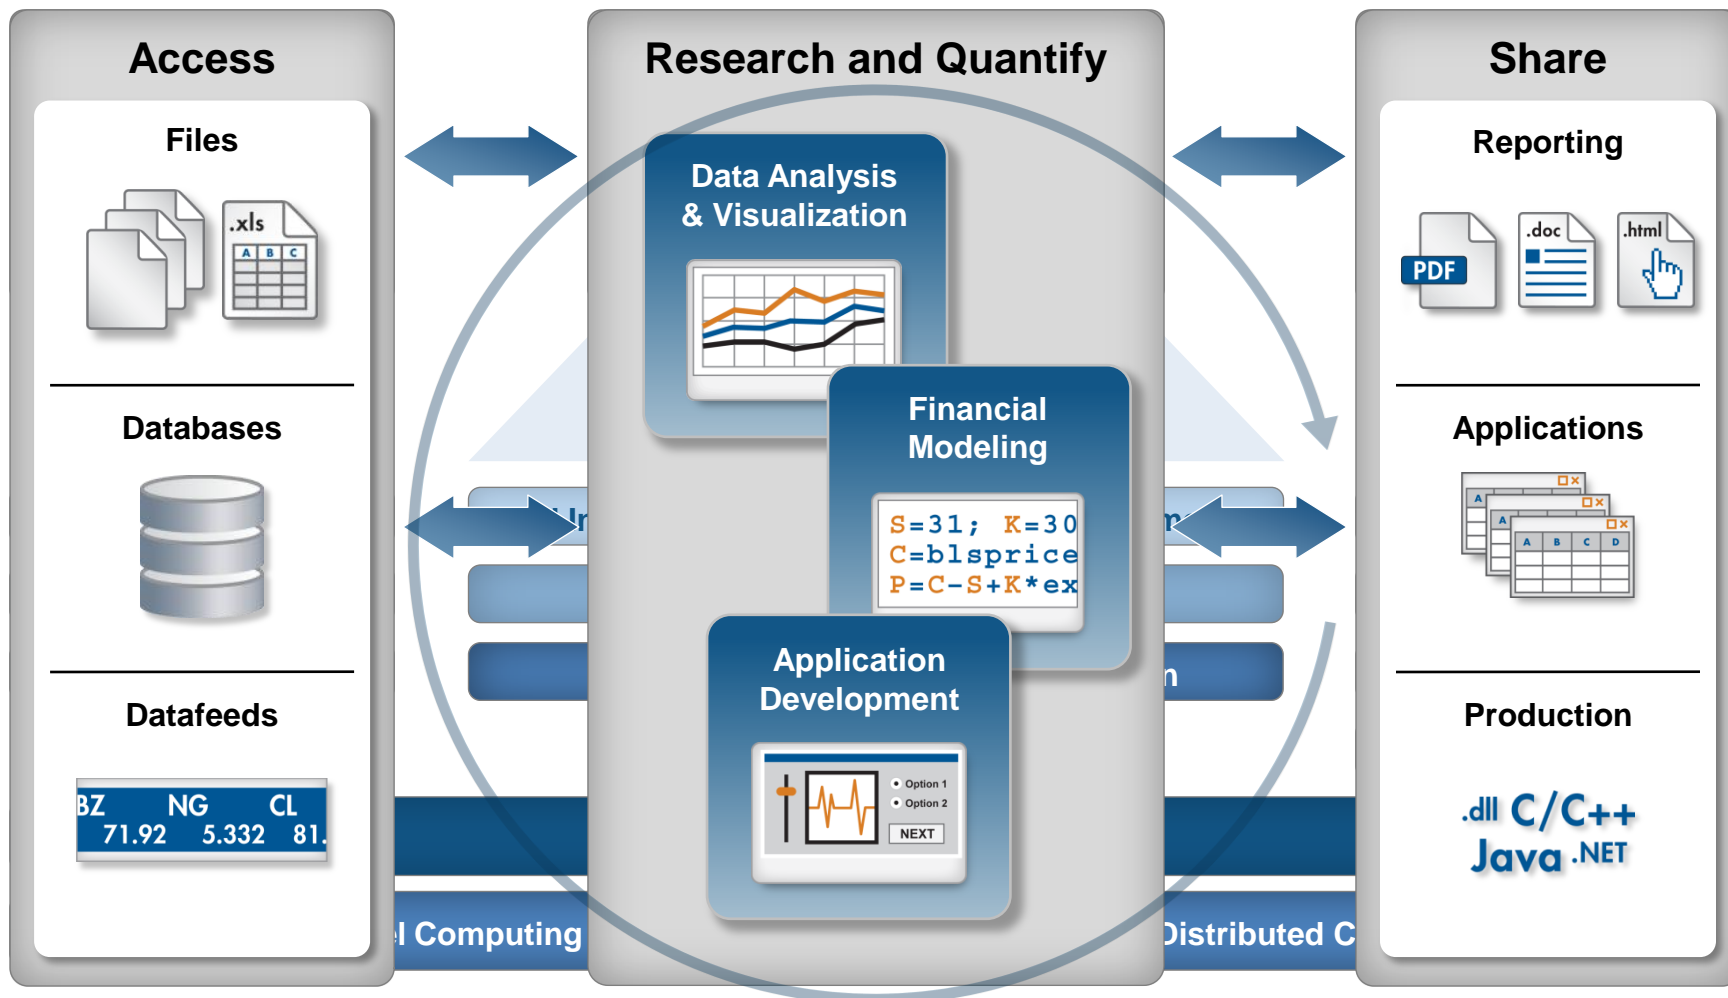 Access
Files
.xls
A B C
Databases
Datafeeds
BZ NG CL
71.92 5.332 81.
Research and Quantify
Data Analysis
& Visualization
Financial
Modeling
S=31; K=30
C=blsprice
P=C-S+K*ex
Application
Development
Option 1
Option 2
NEXT
Computing
Distributed C
Share
Reporting
PDF
.doc
.html
Applications
A
A
A B C D
Production
.dll C/C++
Java .NET